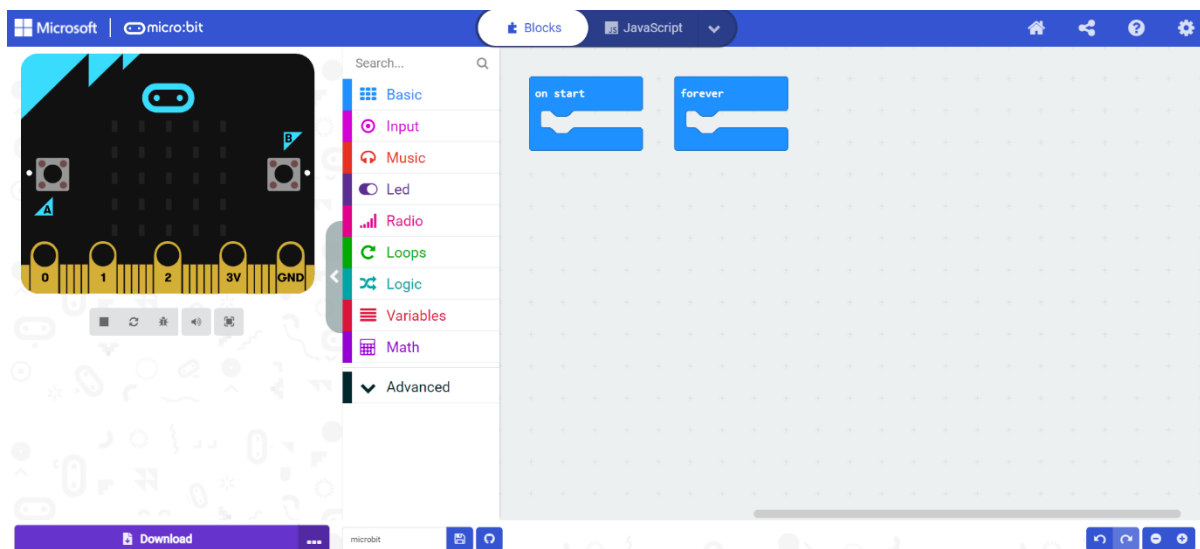 Microsoft micro:bit
Blocks
JS JavaScript
B
A
0 1 2 3V GND
Download
Search...
Basic
Input
Music
Led
Radio
Loops
Logic
Variables
Math
Advanced
microbit
on start
forever